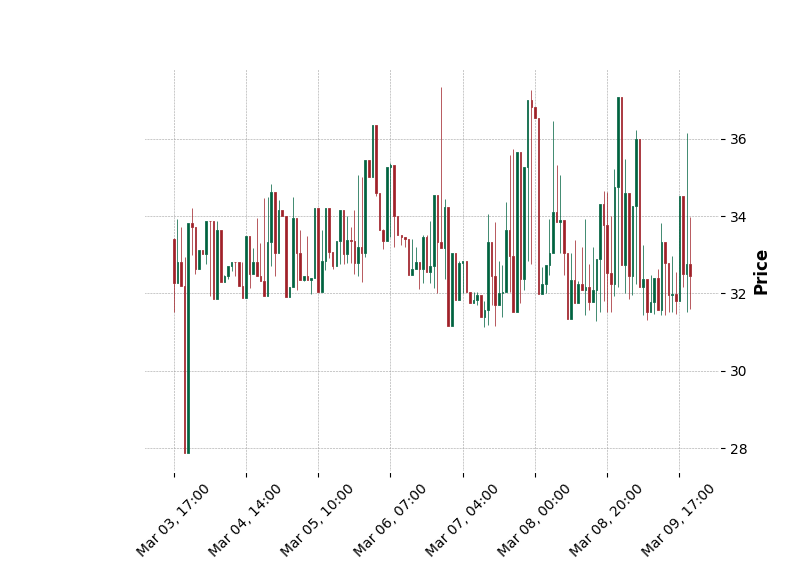 36
34
32
30
28
Price
Mar 03, 17:00
Mar 04, 14:00
Mar 05, 10:00
Mar 06, 07:00
Mar 07, 04:00
Mar 08, 00:00
Mar 08, 20:00
Mar 09, 17:00